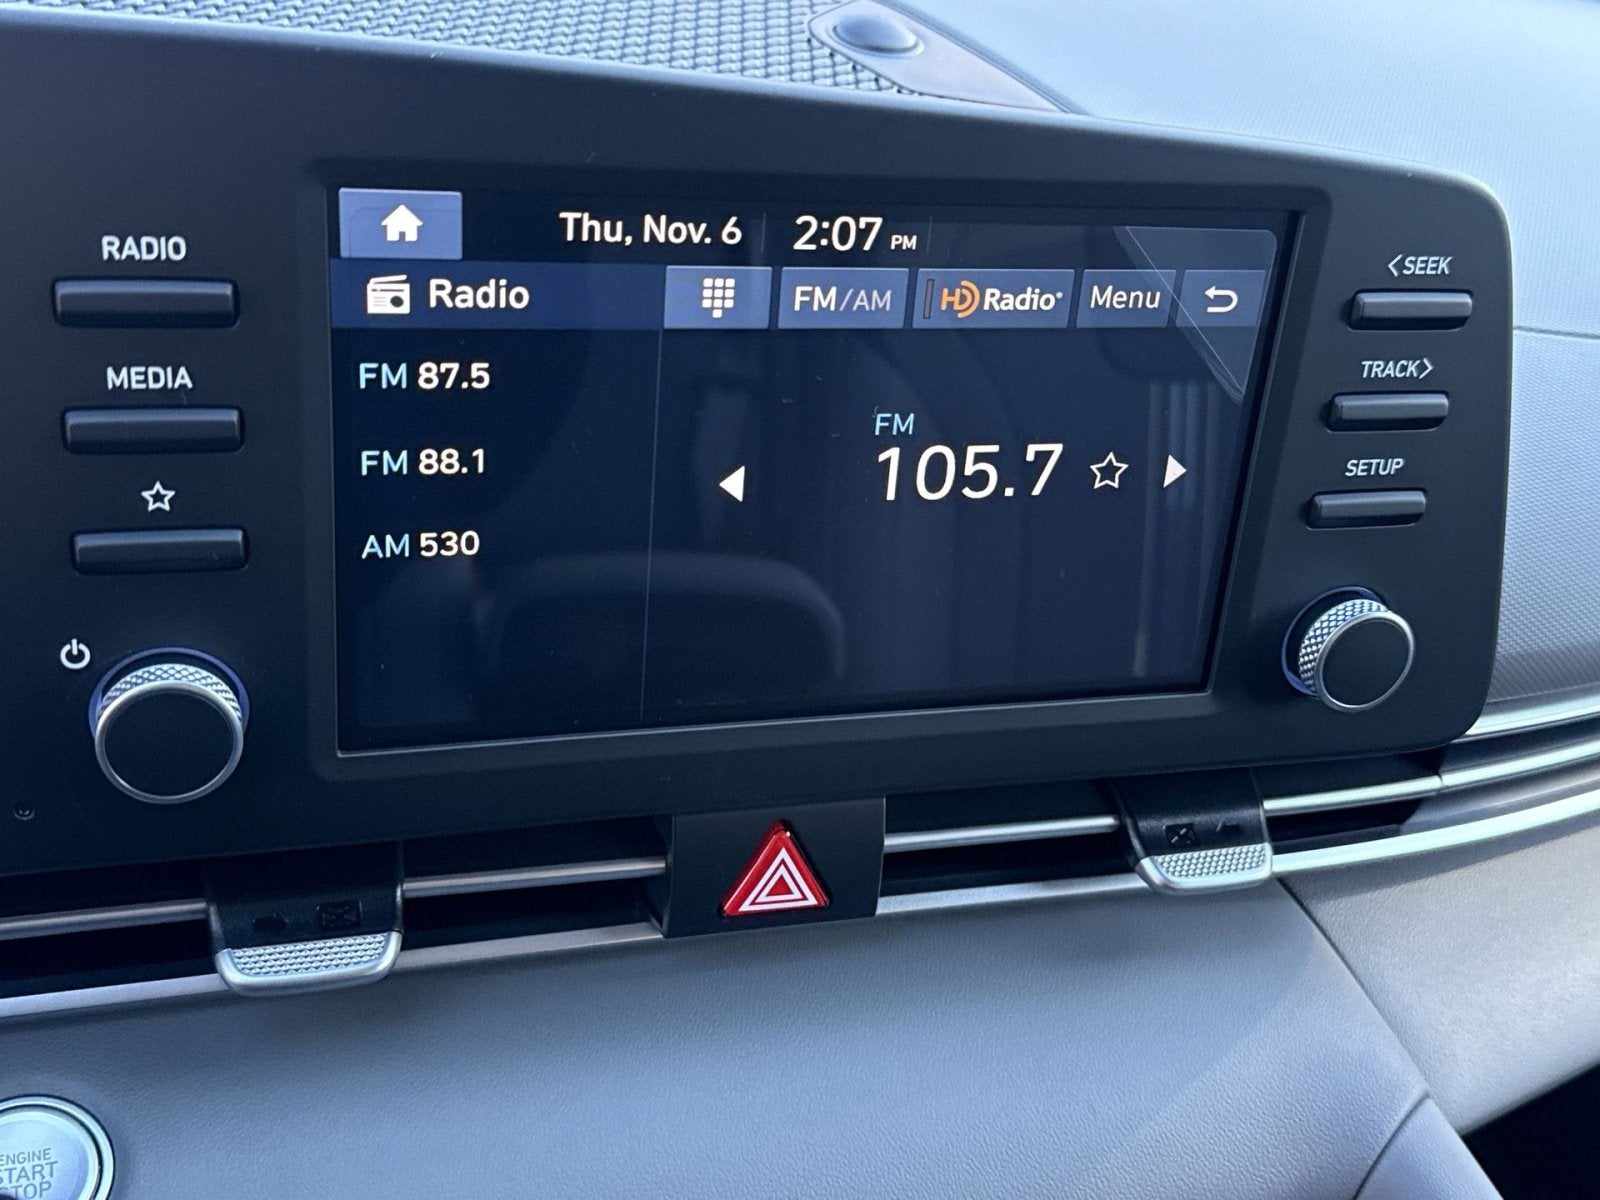 RADIO
MEDIA
Thu, Nov. 6 2:07 PM
Radio FM/AM HD Radio Menu
FM 87.5
FM 88.1
AM 530
FM
105.7
<SEEK
TRACK>
SETUP
ENGINE
START
STOP